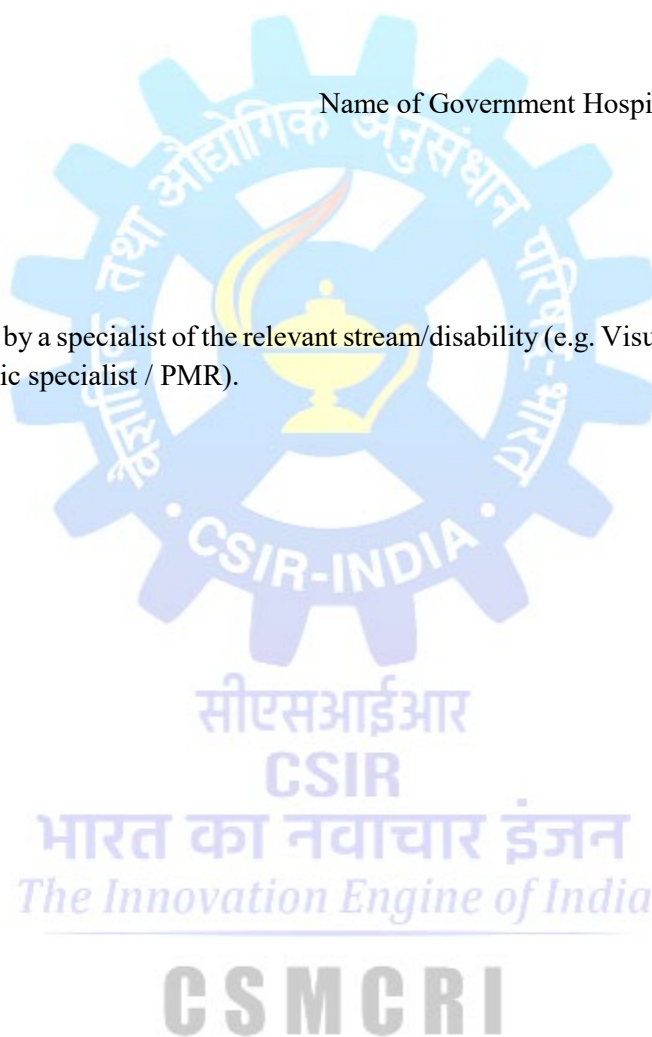 Name of Government Hospi
by a specialist of the relevant stream/disability (e.g. Visu
ic specialist / PMR).
वैज्ञानिक तथा औद्योगिक अनुसंधान परिषद-भारत
CSIR-INDIA
सीएसआईआर
CSIR
भारत का नवाचार इंजन
The Innovation Engine of India
CSMCRI